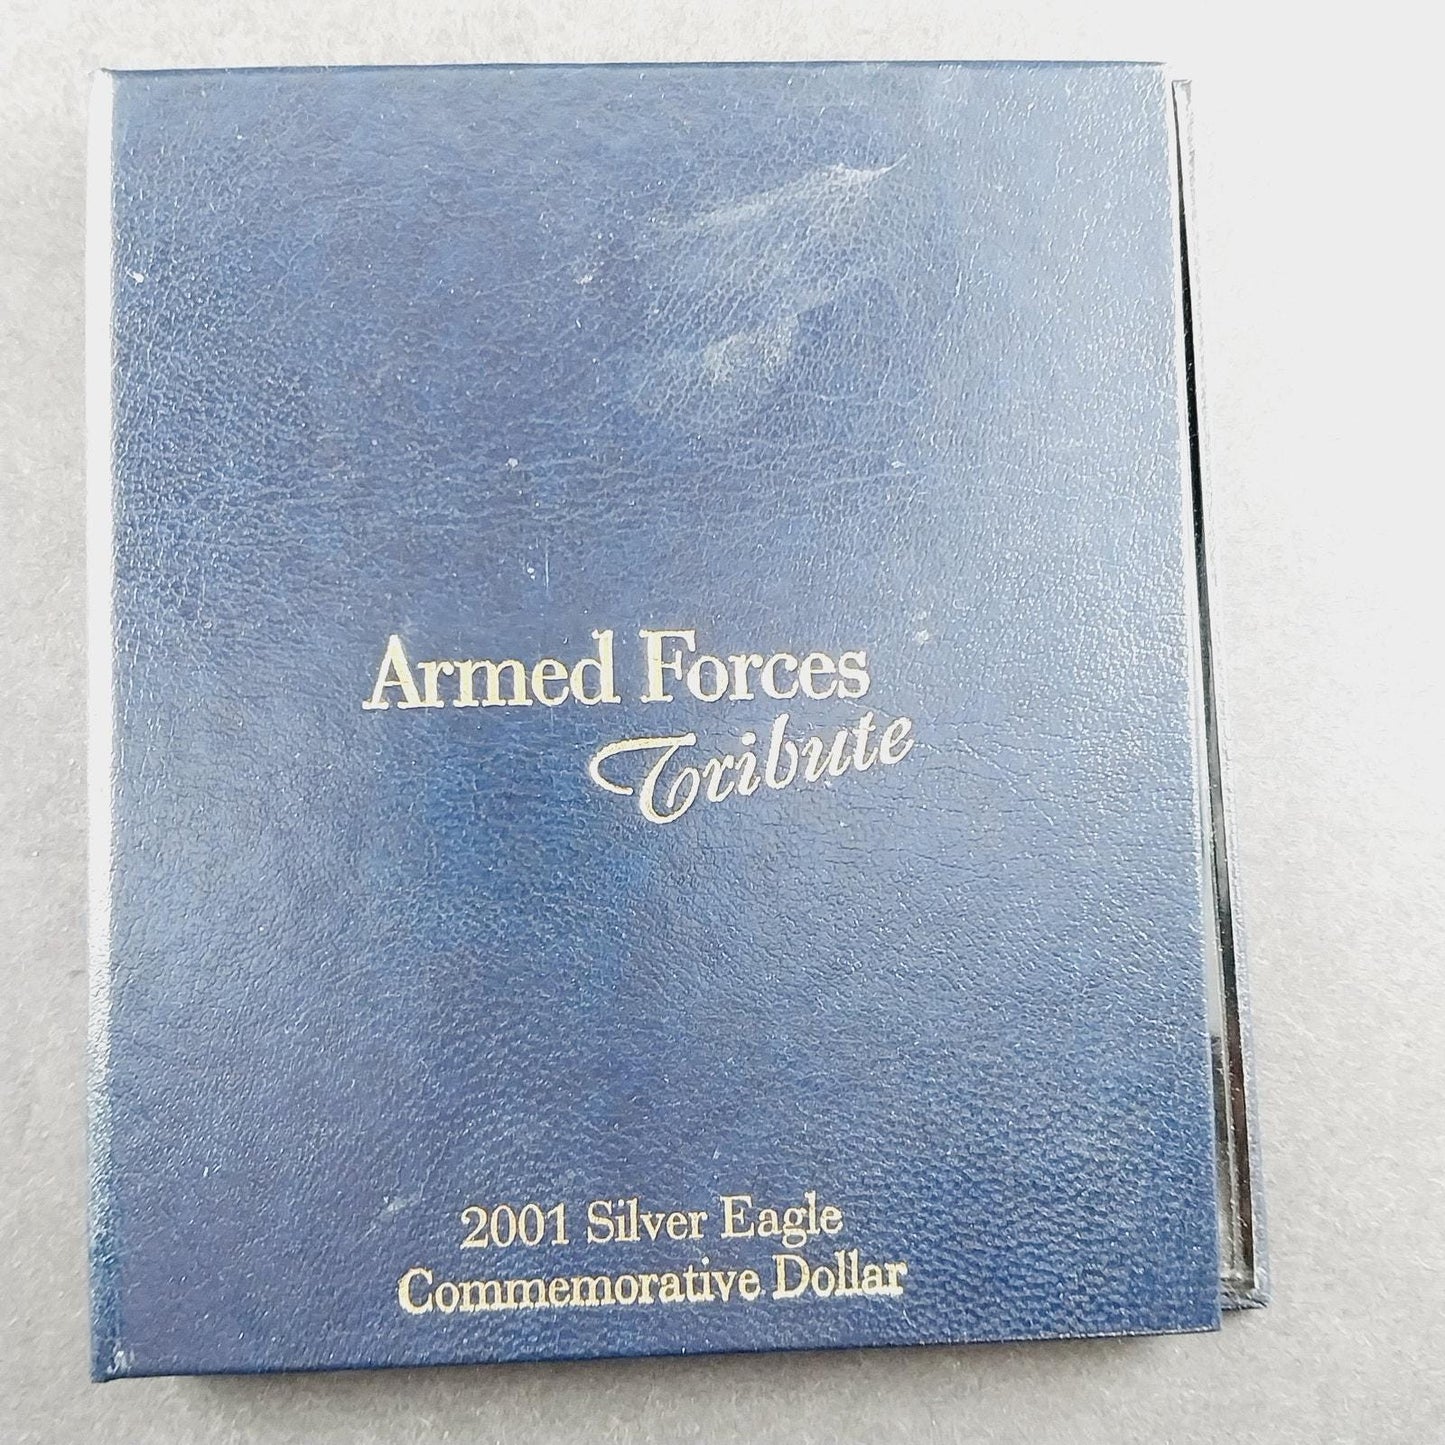 Armed Forces
Tribute
2001 Silver Eagle
Commemorative Dollar